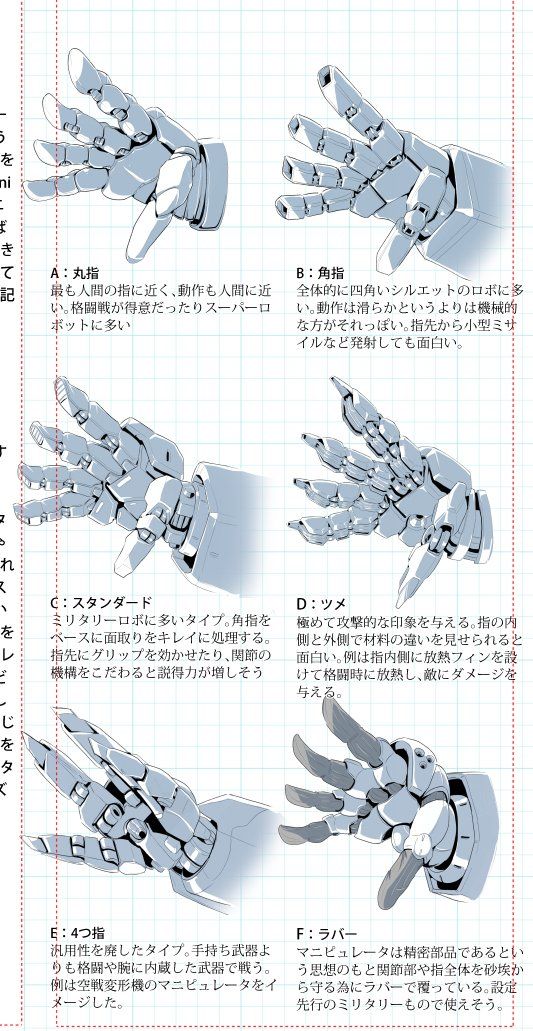 ー
う
を
ni
ば
き
て
記
す
タ
れ
ス
、
を
レ
し
じ
を
タ
ズ
A：丸指
最も人間の指に近く、動作も人間に近
い。格闘戦が得意だったりスーパーロ
ボットに多い
B：角指
全体的に四角いシルエットのロボに多
い。動作は滑らかというよりは機械的
な方がそれっぽい。指先から小型ミサ
イルなど発射しても面白い。
C：スタンダード
ミリタリーロボに多いタイプ。角指を
ベースに面取りをキレイに処理する。
指先にグリップを効かせたり、関節の
機構をこだわると説得力が増しそう
D：ツメ
極めて攻撃的な印象を与える。指の内
側と外側で材料の違いを見せられると
面白い。例は指内側に放熱フィンを設
けて格闘時に放熱し、敵にダメージを
与える。
E：4つ指
汎用性を廃したタイプ。手持ち武器よ
りも格闘や腕に内蔵した武器で戦う。
例は空戦変形機のマニピュレータをイ
メージした。
F：ラバー
マニピュレータは精密部品であるとい
う思想のもと関節部や指全体を砂埃か
ら守る為にラバーで覆っている。設定
先行のミリタリーもので使えそう。